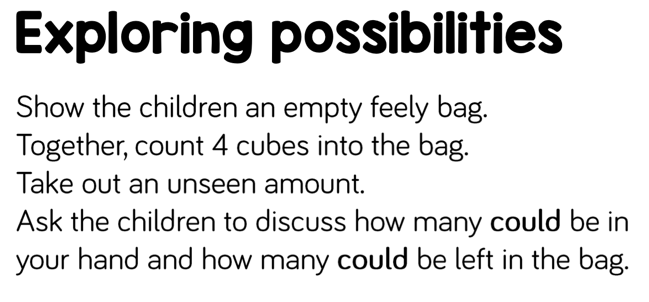 Exploring possibilities
Show the children an empty feely bag.
Together, count 4 cubes into the bag.
Take out an unseen amount.
Ask the children to discuss how many could be in
your hand and how many could be left in the bag.